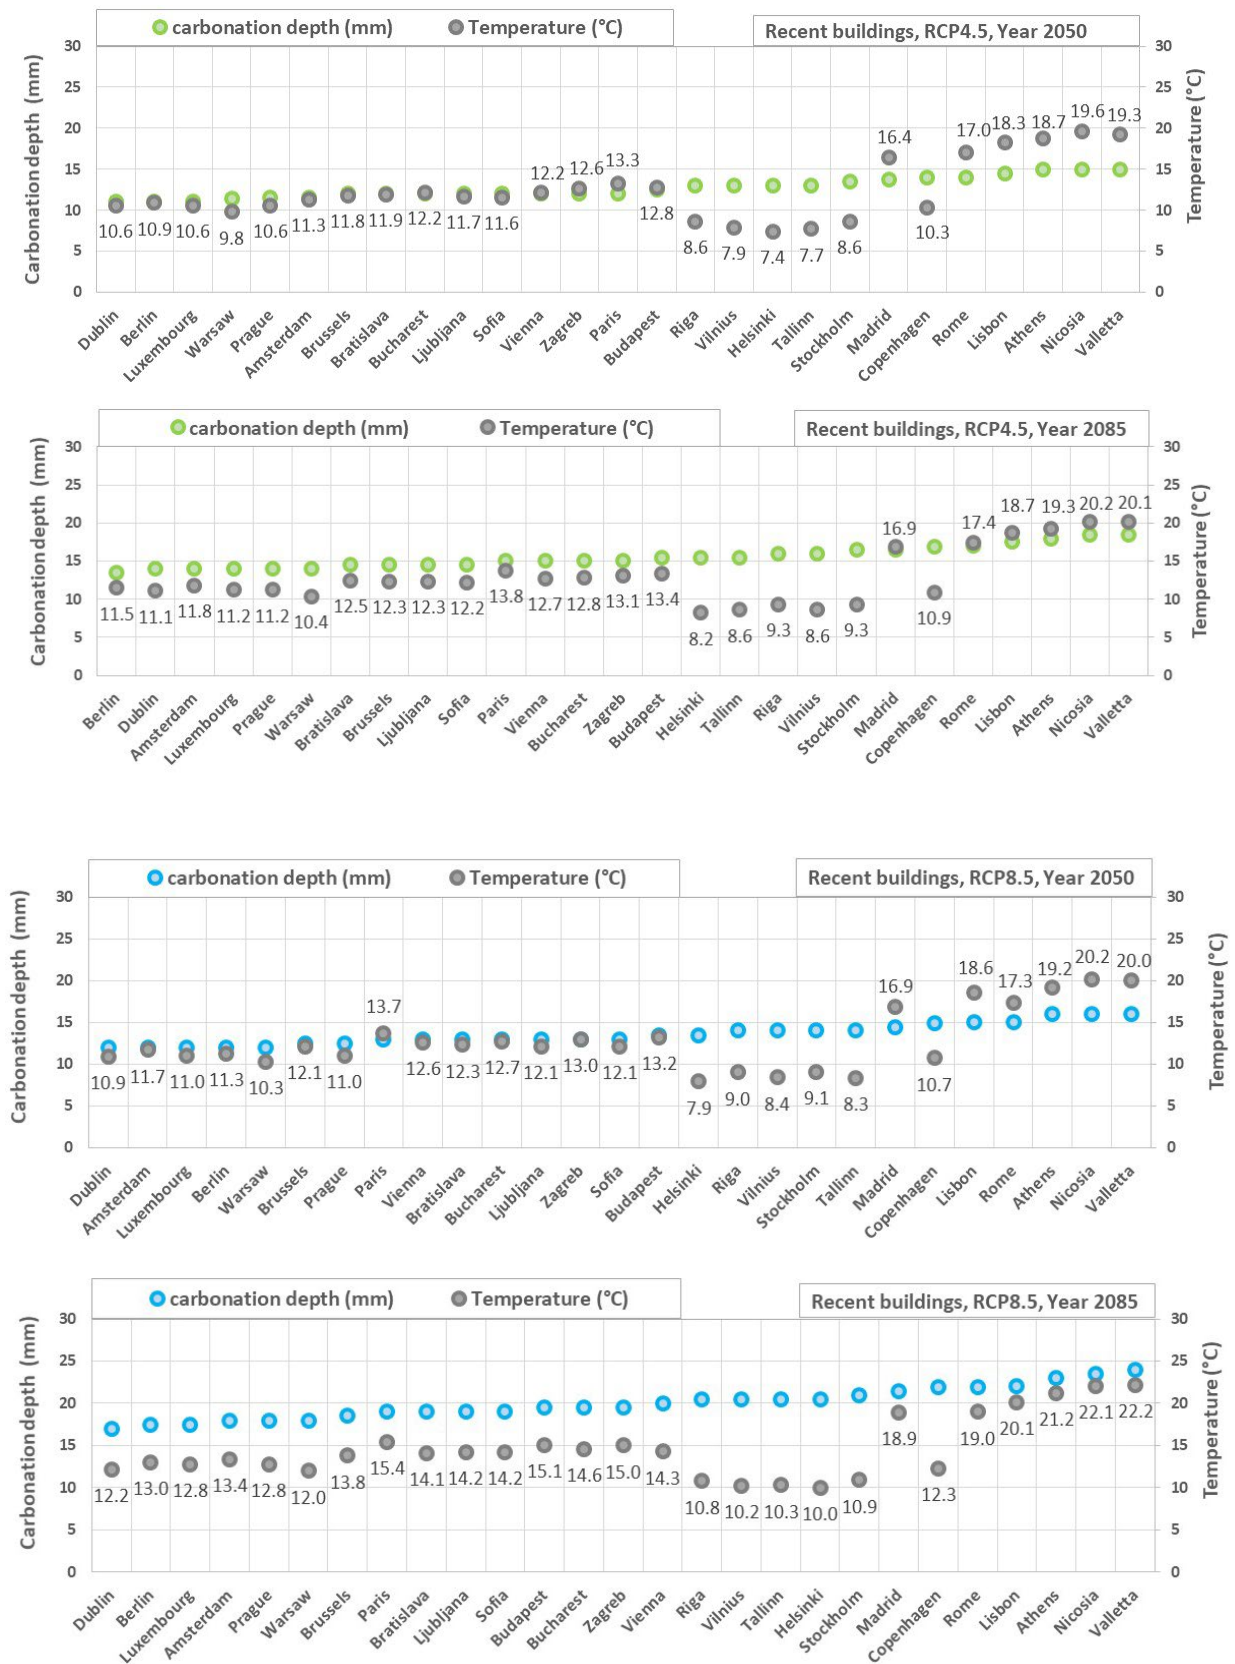 carbonation depth (mm) Temperature (°C) Recent buildings, RCP4.5, Year 2050
Carbonation depth (mm)
Temperature (°C)
30 30
25 25
20 20
15 15
10 10
5 5
0 0
10.6 10.9 10.6 9.8 10.6 11.3 11.8 11.9 12.2 11.7 11.6 12.2 12.6 13.3 12.8 8.6 7.9 7.4 7.7 8.6 16.4 10.3 17.0 18.3 18.7 19.6 19.3
Dublin Berlin Luxembourg Warsaw Prague Amsterdam Brussels Bratislava Bucharest Ljubljana Sofia Vienna Zagreb Paris Budapest Riga Vilnius Helsinki Tallinn Stockholm Madrid Copenhagen Rome Lisbon Athens Nicosia Valletta
carbonation depth (mm) Temperature (°C) Recent buildings, RCP4.5, Year 2085
Carbonation depth (mm)
Temperature (°C)
30 30
25 25
20 20
15 15
10 10
5 5
0 0
11.5 11.1 11.8 11.2 11.2 10.4 12.5 12.3 12.3 12.2 13.8 12.7 12.8 13.1 13.4 8.2 8.6 9.3 8.6 9.3 16.9 10.9 17.4 18.7 19.3 20.2 20.1
Berlin Dublin Amsterdam Luxembourg Prague Warsaw Bratislava Brussels Ljubljana Sofia Paris Vienna Bucharest Zagreb Budapest Helsinki Tallinn Riga Vilnius Stockholm Madrid Copenhagen Rome Lisbon Athens Nicosia Valletta
carbonation depth (mm) Temperature (°C) Recent buildings, RCP8.5, Year 2050
Carbonation depth (mm)
Temperature (°C)
30 30
25 25
20 20
15 15
10 10
5 5
0 0
10.9 11.7 11.0 11.3 10.3 12.1 11.0 13.7 12.6 12.3 12.7 12.1 13.0 12.1 13.2 7.9 9.0 8.4 9.1 8.3 16.9 10.7 18.6 17.3 19.2 20.2 20.0
Dublin Amsterdam Luxembourg Berlin Warsaw Brussels Prague Paris Vienna Bratislava Bucharest Ljubljana Zagreb Sofia Budapest Helsinki Riga Vilnius Stockholm Tallinn Madrid Copenhagen Lisbon Rome Athens Nicosia Valletta
carbonation depth (mm) Temperature (°C) Recent buildings, RCP8.5, Year 2085
Carbonation depth (mm)
Temperature (°C)
30 30
25 25
20 20
15 15
10 10
5 5
0 0
12.2 13.0 12.8 13.4 12.8 12.0 13.8 15.4 14.1 14.2 14.2 15.1 14.6 15.0 14.3 10.8 10.2 10.3 10.0 10.9 18.9 12.3 19.0 20.1 21.2 22.1 22.2
Dublin Berlin Luxembourg Amsterdam Prague Warsaw Brussels Paris Bratislava Ljubljana Sofia Budapest Bucharest Zagreb Vienna Riga Vilnius Tallinn Helsinki Stockholm Madrid Copenhagen Rome Lisbon Athens Nicosia Valletta